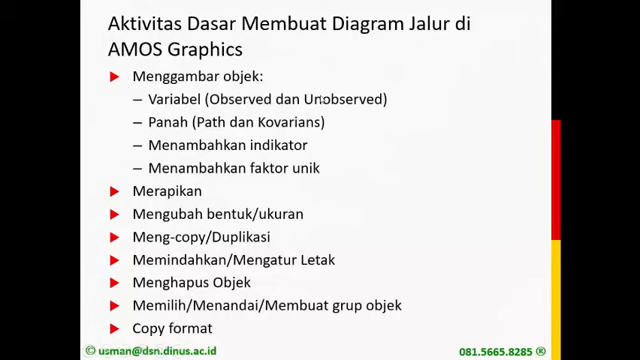 Aktivitas Dasar Membuat Diagram Jalur di
AMOS Graphics
Menggambar objek:
– Variabel (Observed dan Unobserved)
– Panah (Path dan Kovarians)
– Menambahkan indikator
– Menambahkan faktor unik
Merapikan
Mengubah bentuk/ukuran
Meng-copy/Duplikasi
Memindahkan/Mengatur Letak
Menghapus Objek
Memilih/Menandai/Membuat grup objek
Copy format
© usman@dsn.dinus.ac.id
081.5665.8285 ®